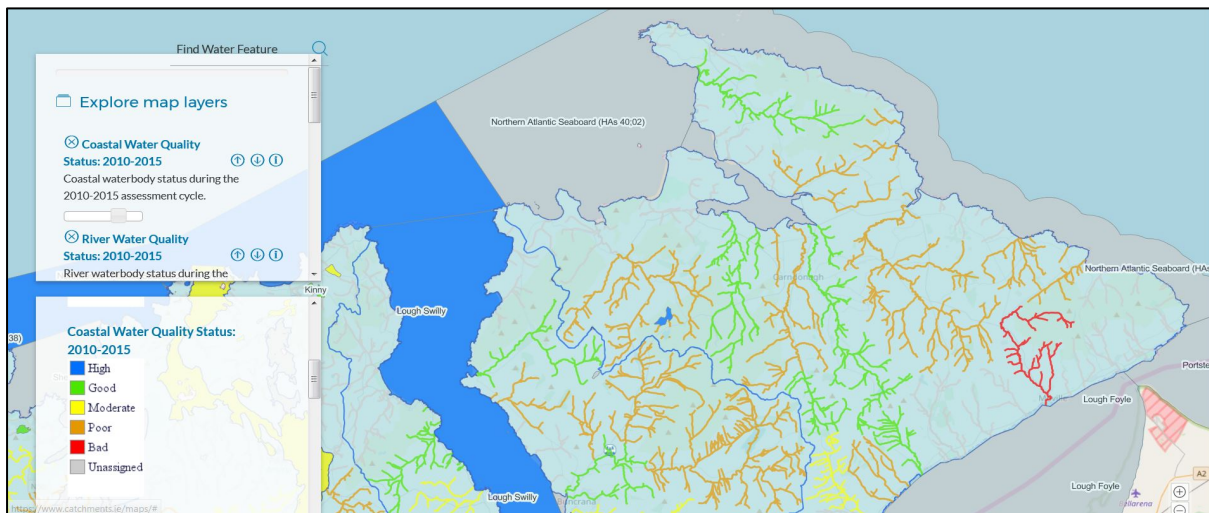 Find Water Feature
Explore map layers
Coastal Water Quality
Status: 2010-2015
Coastal waterbody status during the
2010-2015 assessment cycle.
River Water Quality
Status: 2010-2015
River waterbody status during the
Coastal Water Quality Status:
2010-2015
High
Good
Moderate
Poor
Bad
Unassigned
https://www.catchments.ie/maps/#
38)
Kinny
Northern Atlantic Seaboard (HAs 40;02)
Lough Swilly
Carndonagh
Northern Atlantic Seaboard (HAs
Portste
Lough Foyle
Lough Foyle
Lough Swilly
Buncrana
A2
Bellarena